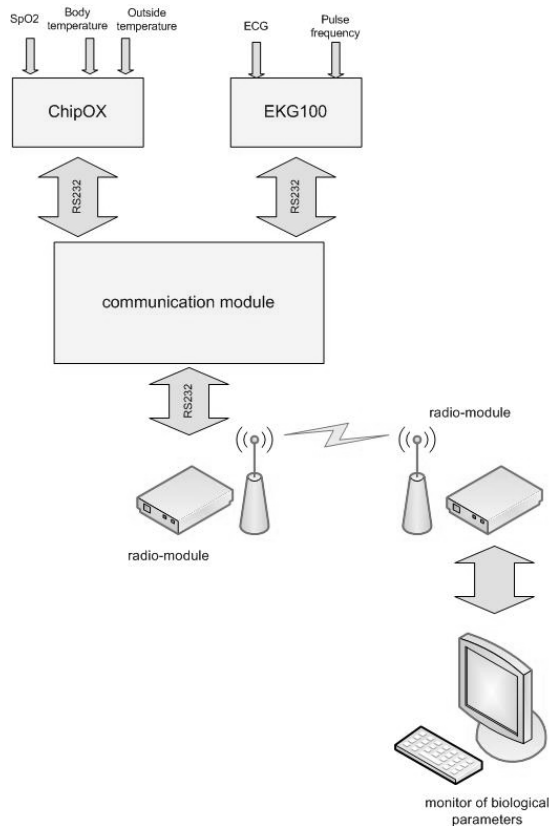 SpO2
Body
temperature
Outside
temperature
ECG
Pulse
frequency
ChipOX
EKG100
RS232
RS232
communication module
RS232
radio-module
radio-module
monitor of biological
parameters